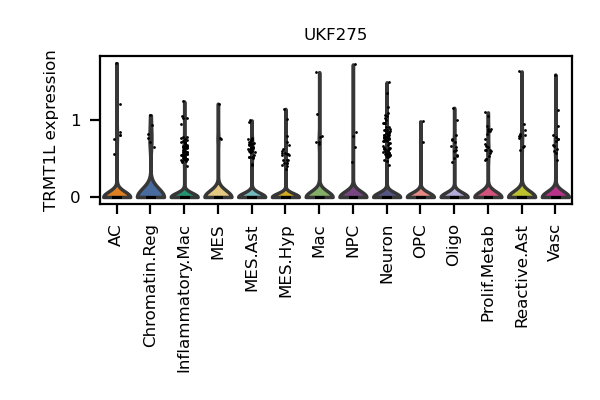 UKF275
TRMT1L expression
1
0
AC
Chromatin.Reg
Inflammatory.Mac
MES
MES.Ast
MES.Hyp
Mac
NPC
Neuron
OPC
Oligo
Prolif.Metab
Reactive.Ast
Vasc